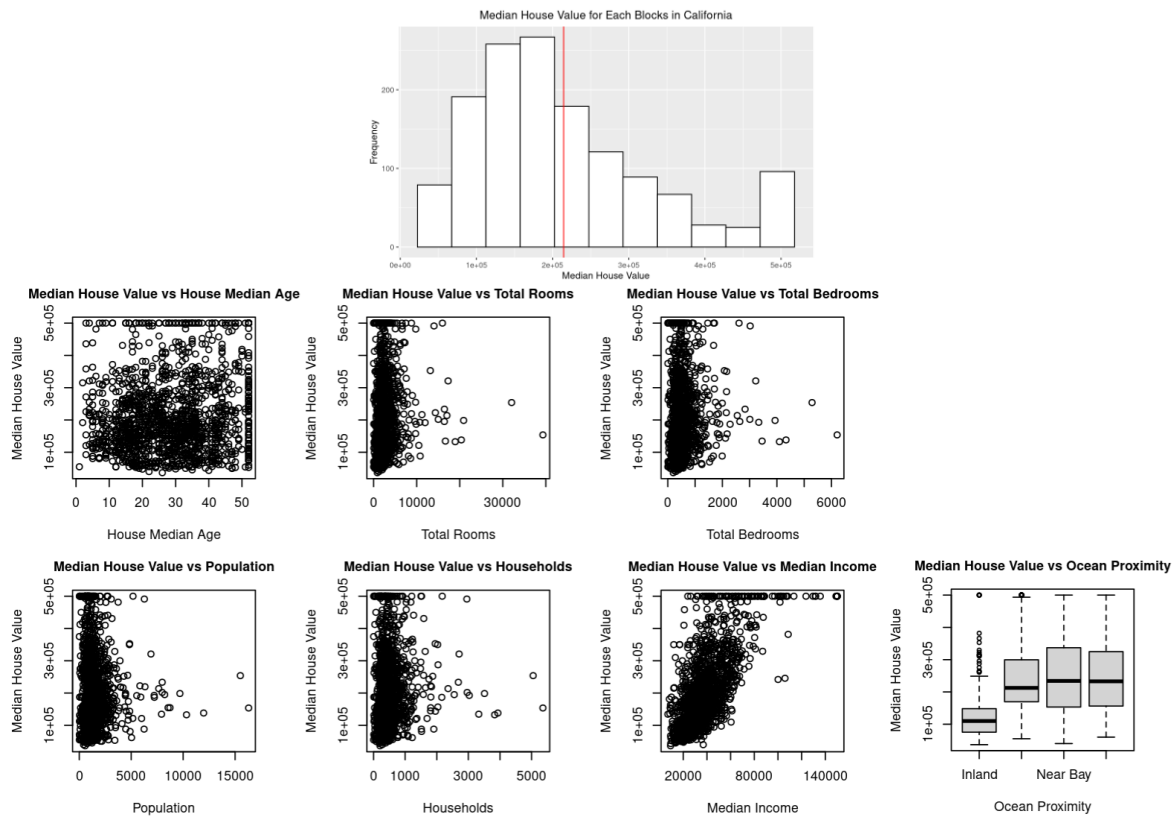 Median House Value for Each Blocks in California
Frequency
200
100
0
0e+00 1e+05 2e+05 3e+05 4e+05 5e+05
Median House Value
Median House Value vs House Median Age
Median House Value
1e+05 3e+05 5e+05
0 10 20 30 40 50
House Median Age
Median House Value vs Total Rooms
Median House Value
1e+05 3e+05 5e+05
0 10000 30000
Total Rooms
Median House Value vs Total Bedrooms
Median House Value
1e+05 3e+05 5e+05
0 2000 4000 6000
Total Bedrooms
Median House Value vs Population
Median House Value
1e+05 3e+05 5e+05
0 5000 10000 15000
Population
Median House Value vs Households
Median House Value
1e+05 3e+05 5e+05
0 1000 3000 5000
Households
Median House Value vs Median Income
Median House Value
1e+05 3e+05 5e+05
20000 80000 140000
Median Income
Median House Value vs Ocean Proximity
Median House Value
1e+05 3e+05 5e+05
Inland Near Bay
Ocean Proximity